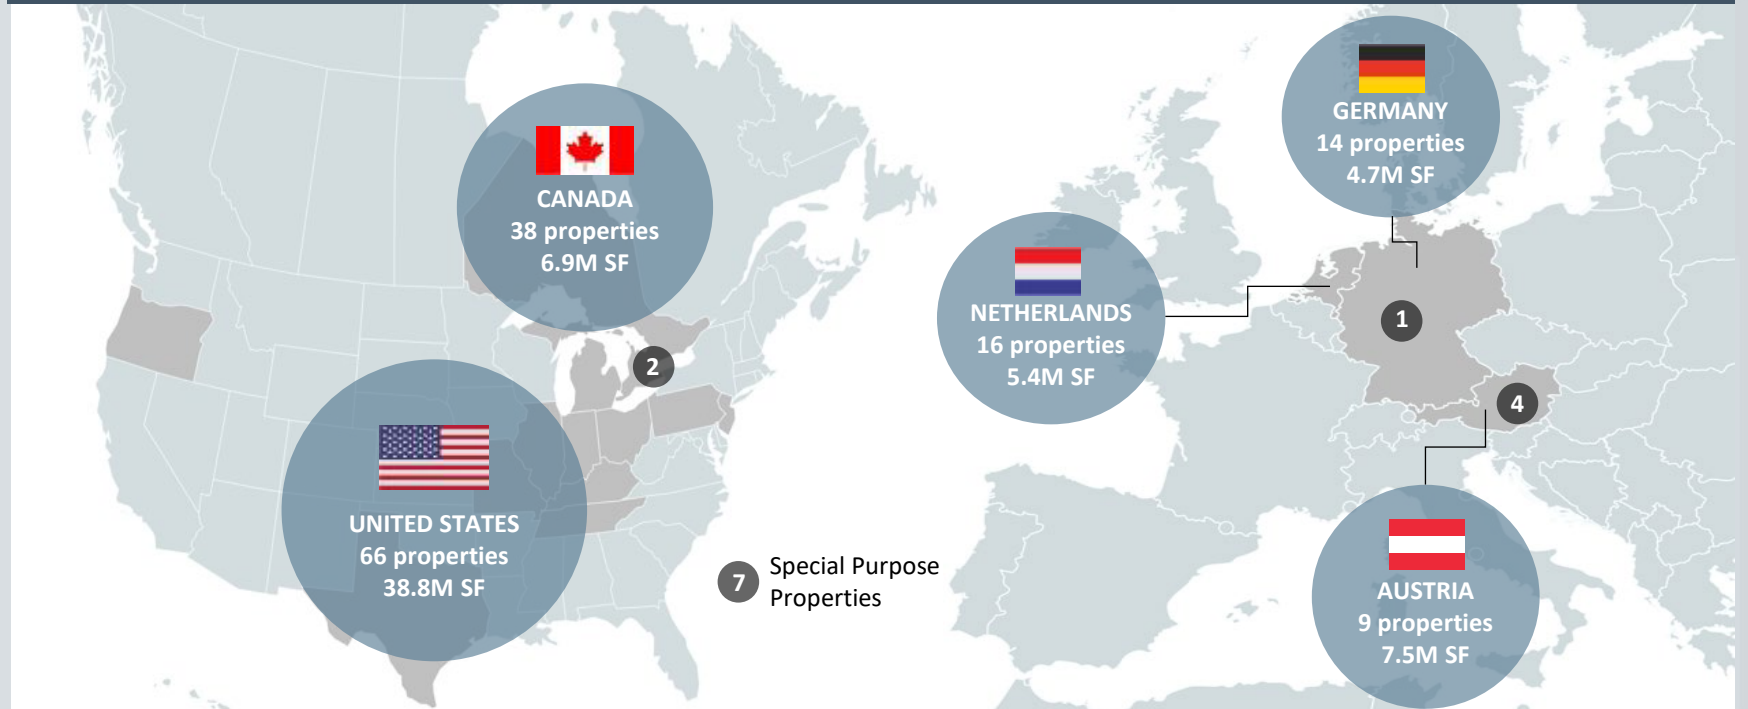 CANADA
38 properties
6.9M SF
2
UNITED STATES
66 properties
38.8M SF
7
Special Purpose
Properties
GERMANY
14 properties
4.7M SF
NETHERLANDS
16 properties
5.4M SF
1
4
AUSTRIA
9 properties
7.5M SF